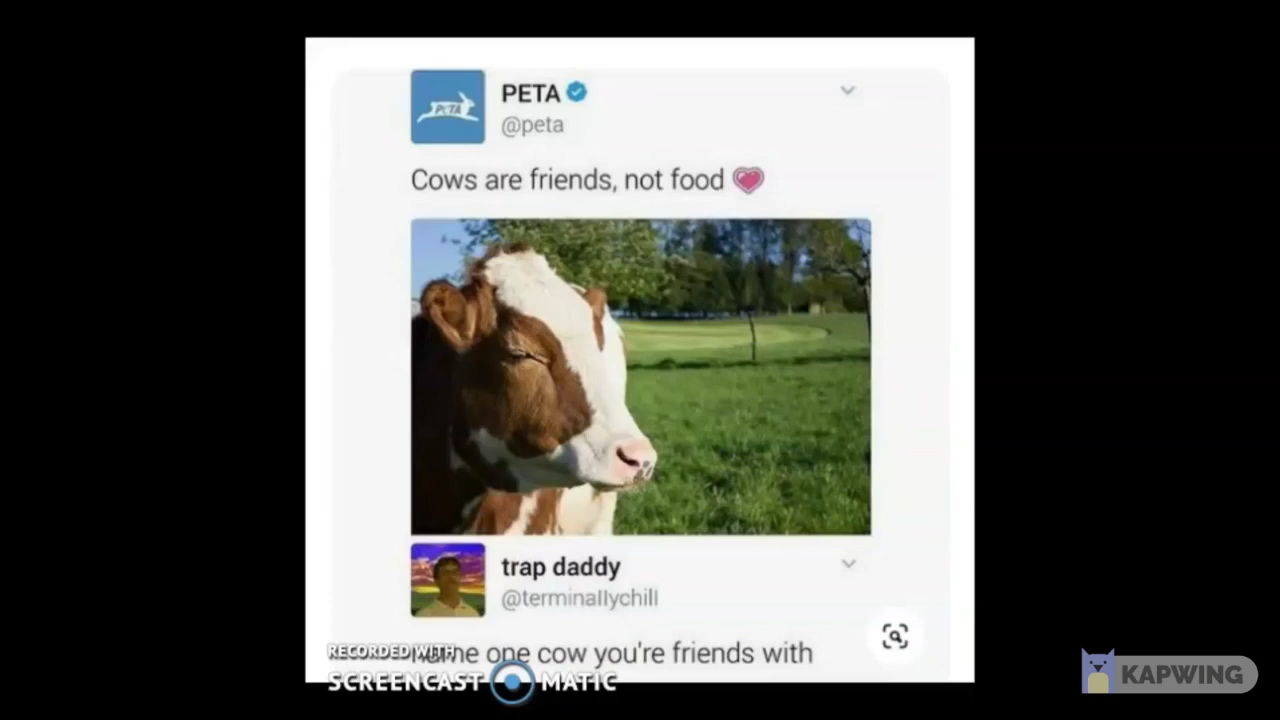 PETA
PETA
@peta
Cows are friends, not food
trap daddy
@terminallychill
one cow you're friends with
RECORDED WITH
SCREENCAST MATIC
KAPWING